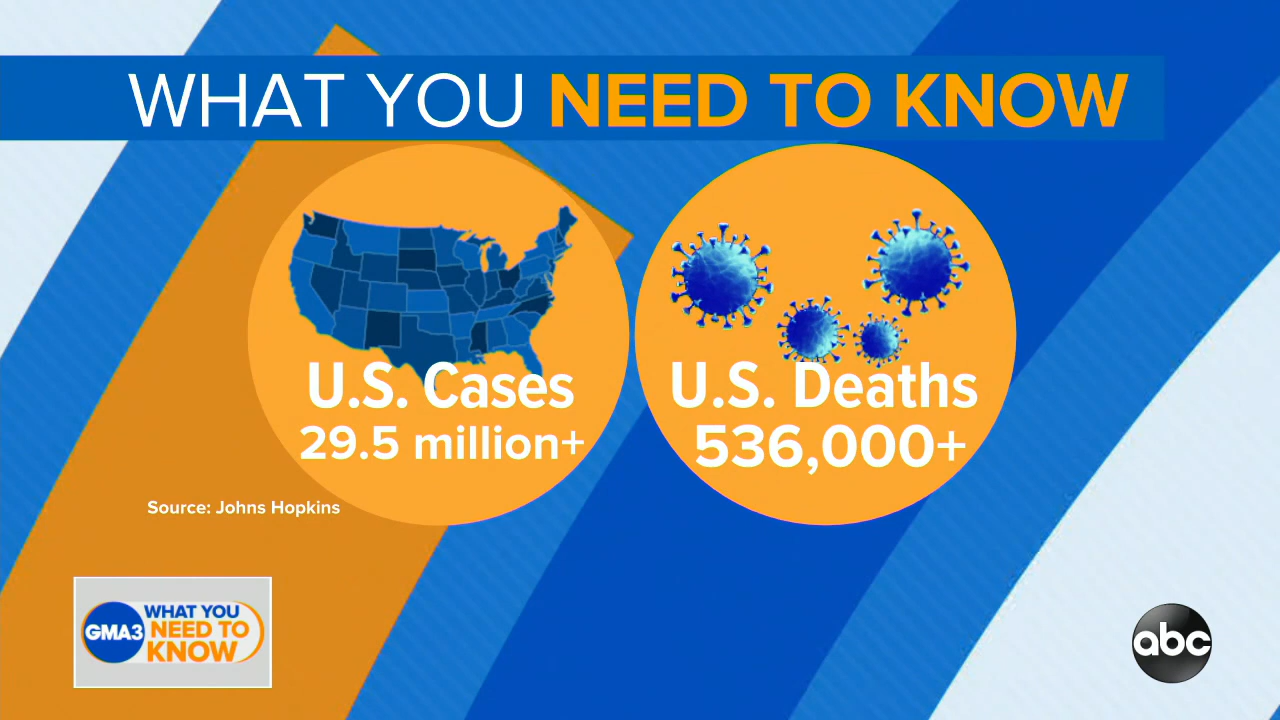 WHAT YOU NEED TO KNOW
U.S. Cases
29.5 million+
U.S. Deaths
536,000+
Source: Johns Hopkins
GMA3
WHAT YOU
NEED TO
KNOW
abc